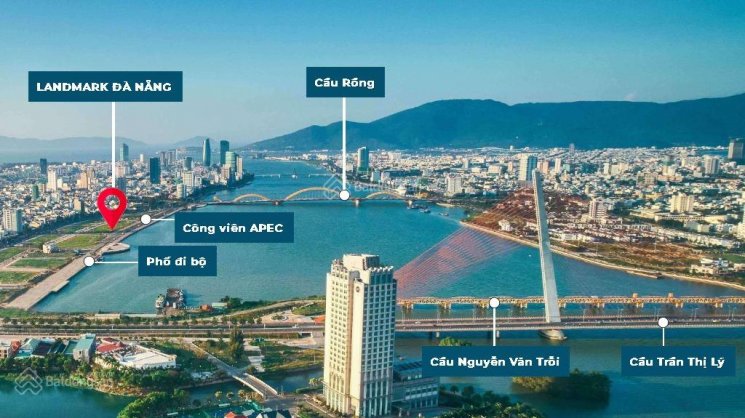 LANDMARK ĐÀ NẴNG
Cầu Rồng
Công viên APEC
Phố đi bộ
Cầu Nguyễn Văn Trỗi
Cầu Trần Thị Lý
Batdongsan